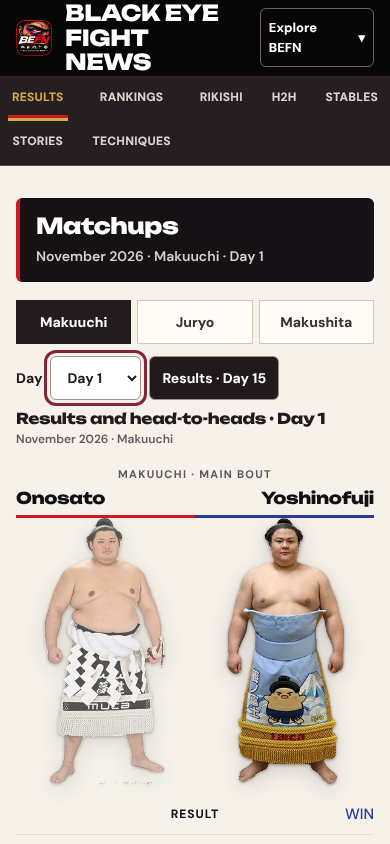 BLACK EYE
FIGHT
NEWS
Explore
BEFN
RESULTS
RANKINGS
RIKISHI
H2H
STABLES
STORIES
TECHNIQUES
Matchups
November 2026 · Makuuchi · Day 1
Makuuchi
Juryo
Makushita
Day
Day 1
Results · Day 15
Results and head-to-heads · Day 1
November 2026 · Makuuchi
MAKUUCHI · MAIN BOUT
Onosato
Yoshinofuji
muta
RESULT
WIN